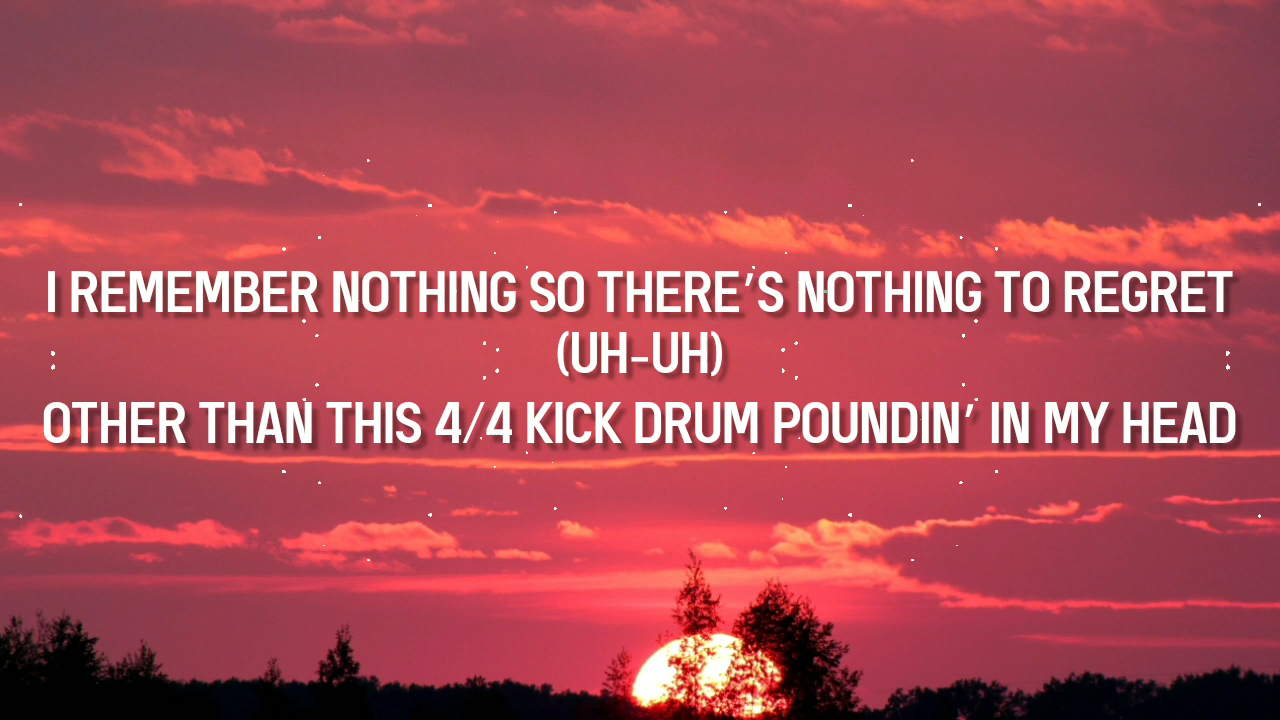 I REMEMBER NOTHING SO THERE'S NOTHING TO REGRET
(UH-UH)
OTHER THAN THIS 4/4 KICK DRUM POUNDIN' IN MY HEAD